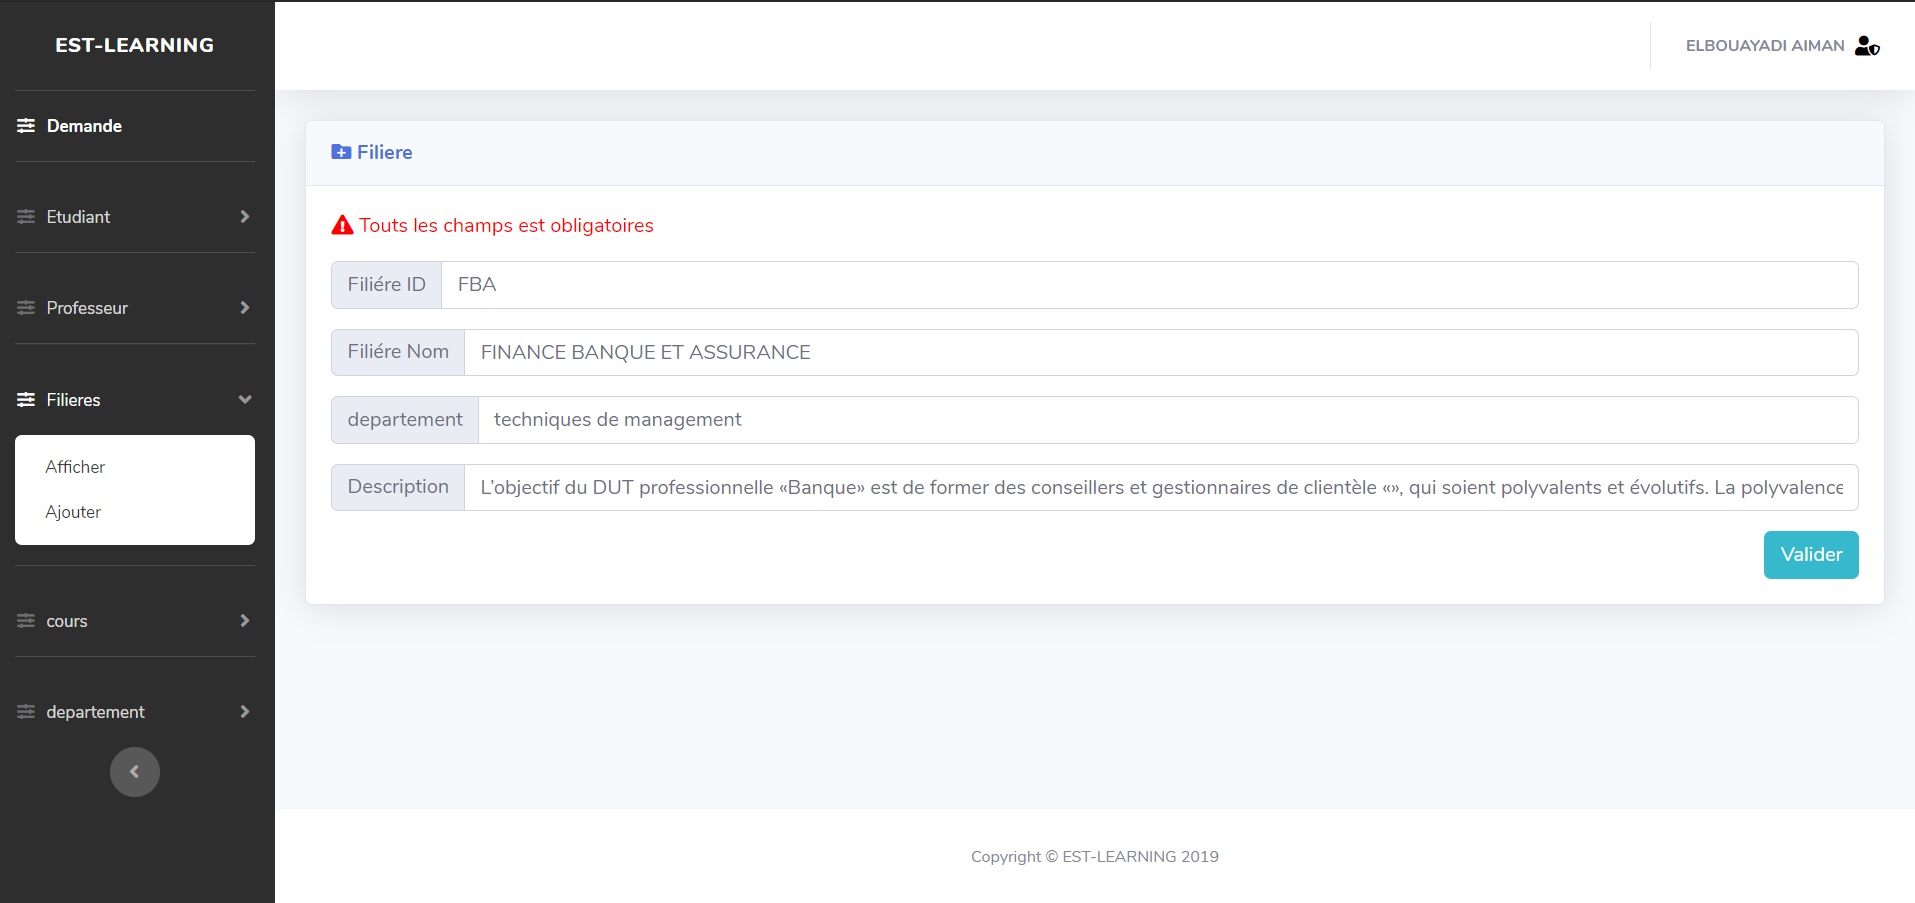 EST-LEARNING
Demande
Etudiant
Professeur
Filieres
Afficher
Ajouter
cours
departement
ELBOUAYADI AIMAN
Filiere
Touts les champs est obligatoires
Filiére ID FBA
Filiére Nom FINANCE BANQUE ET ASSURANCE
departement techniques de management
Description L’objectif du DUT professionnelle «Banque» est de former des conseillers et gestionnaires de clientèle «», qui soient polyvalents et évolutifs. La polyvalence
Valider
Copyright © EST-LEARNING 2019